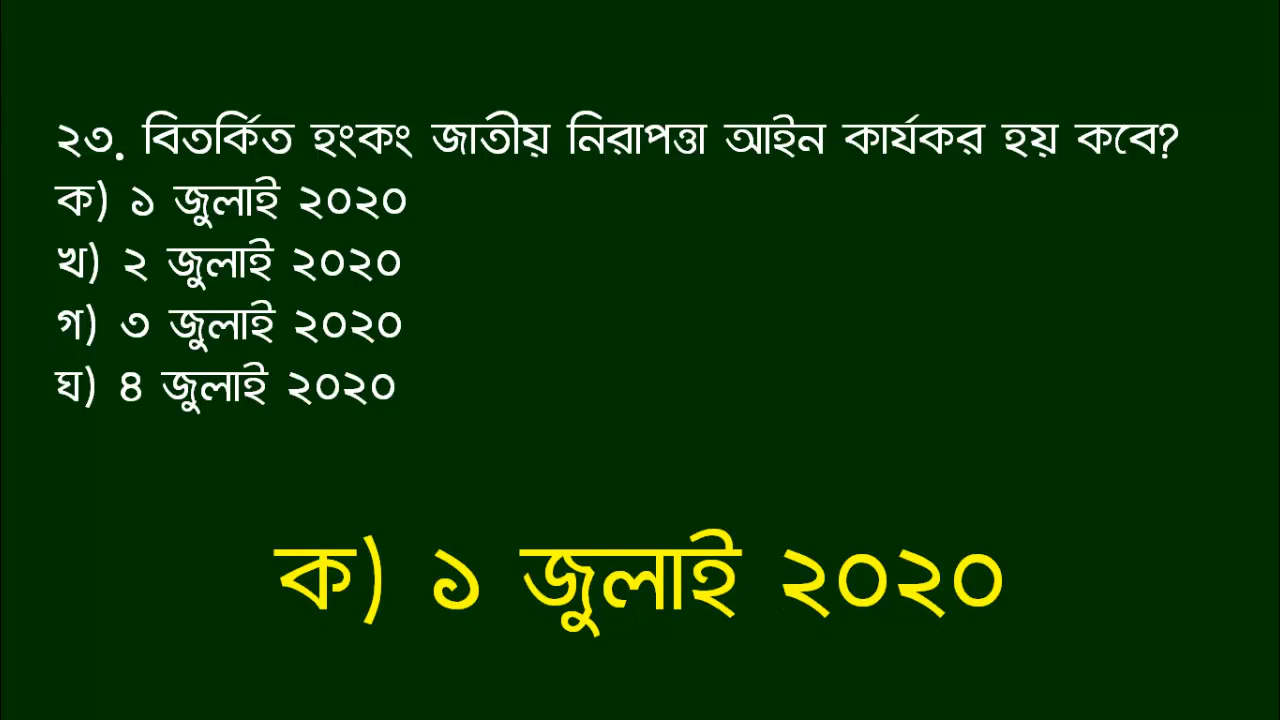 ২৩. বিতর্কিত হংকং জাতীয় নিরাপত্তা আইন কার্যকর হয় কবে?
ক) ১ জুলাই ২০২০
খ) ২ জুলাই ২০২০
গ) ৩ জুলাই ২০২০
ঘ) ৪ জুলাই ২০২০
ক) ১ জুলাই ২০২০